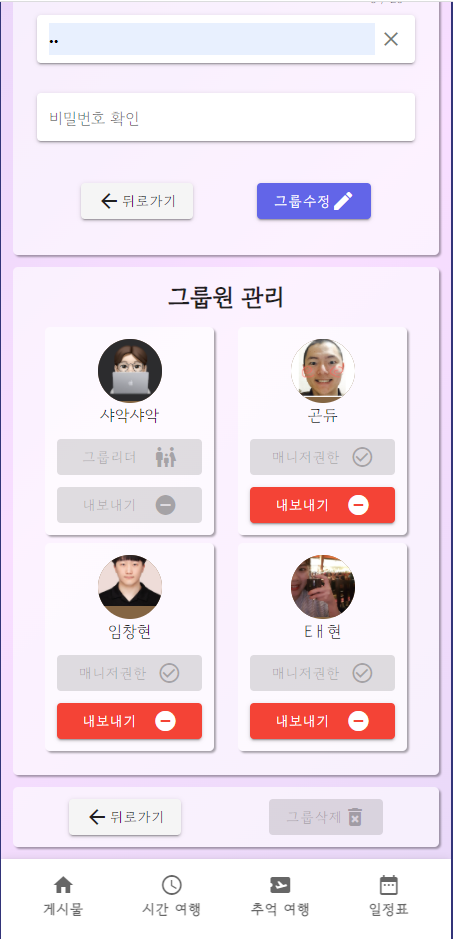 비밀번호 확인
뒤로가기
그룹수정
그룹원 관리
샤악샤악
곤듀
그룹리더
매니저권한
내보내기
내보내기
임창현
Eㅐ현
매니저권한
매니저권한
내보내기
내보내기
뒤로가기
그룹삭제
게시물
시간 여행
추억 여행
일정표